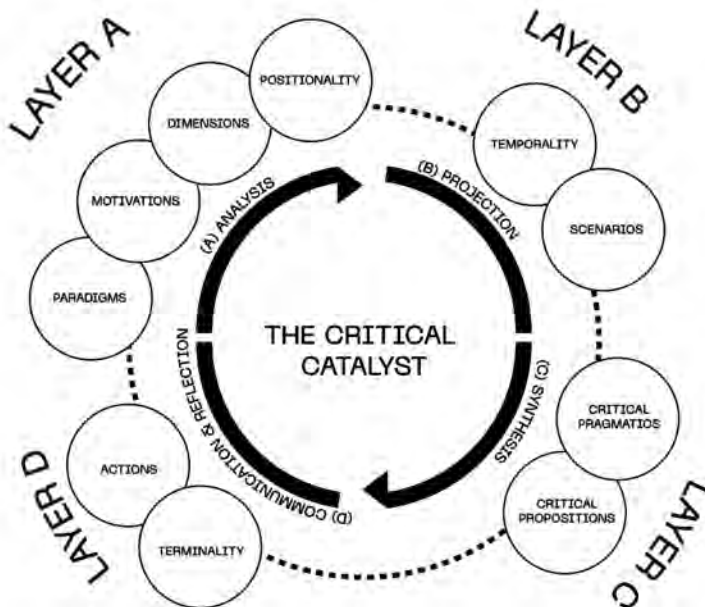 LAYER A
POSITIONALITY
DIMENSIONS
MOTIVATIONS
PARADIGMS
(A) ANALYSIS
LAYER B
TEMPORALITY
SCENARIOS
(B) PROJECTION
THE CRITICAL
CATALYST
CRITICAL
PRAGMATICS
CRITICAL
PROPOSITIONS
(C) SYNTHESIS
LAYER C
TERMINALITY
ACTIONS
(D) COMMUNICATION & REFLECTION
LAYER D